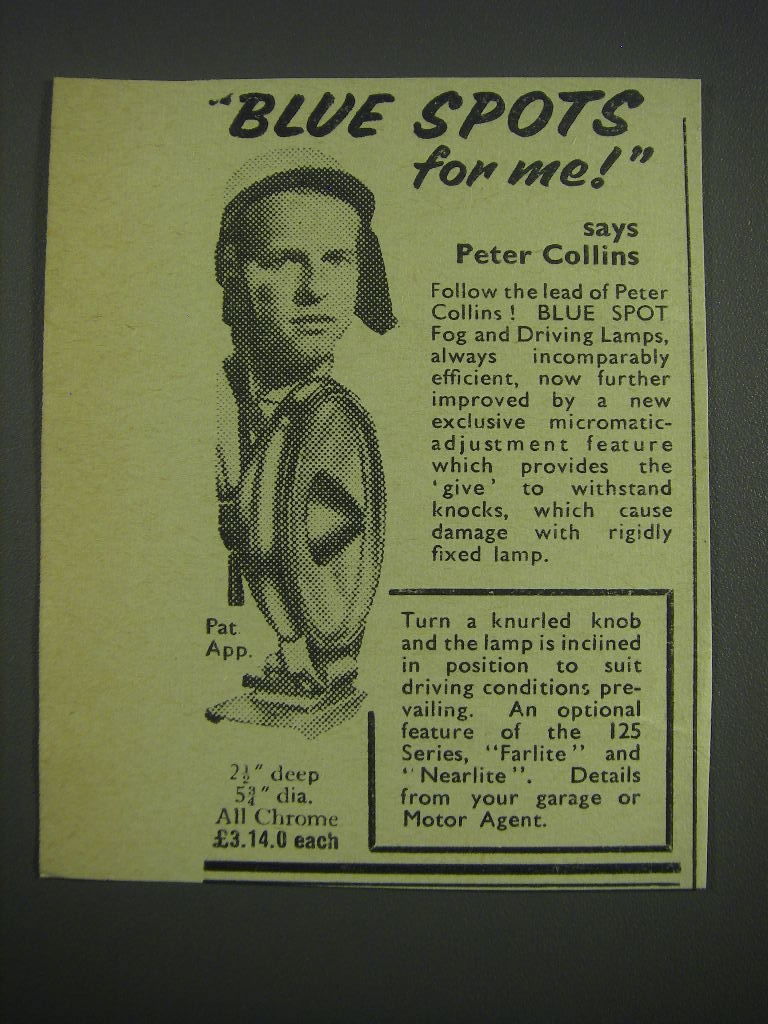 "BLUE SPOTS
for me!"
says
Peter Collins
Follow the lead of Peter
Collins! BLUE SPOT
Fog and Driving Lamps,
always incomparably
efficient, now further
improved by a new
exclusive micromatic-
adjustment feature
which provides the
'give' to withstand
knocks, which cause
damage with rigidly
fixed lamp.
Pat.
App.
2½" deep
5¾" dia.
All Chrome
£3.14.0 each
Turn a knurled knob
and the lamp is inclined
in position to suit
driving conditions pre-
vailing. An optional
feature of the 125
Series, "Farlite" and
"Nearlite". Details
from your garage or
Motor Agent.